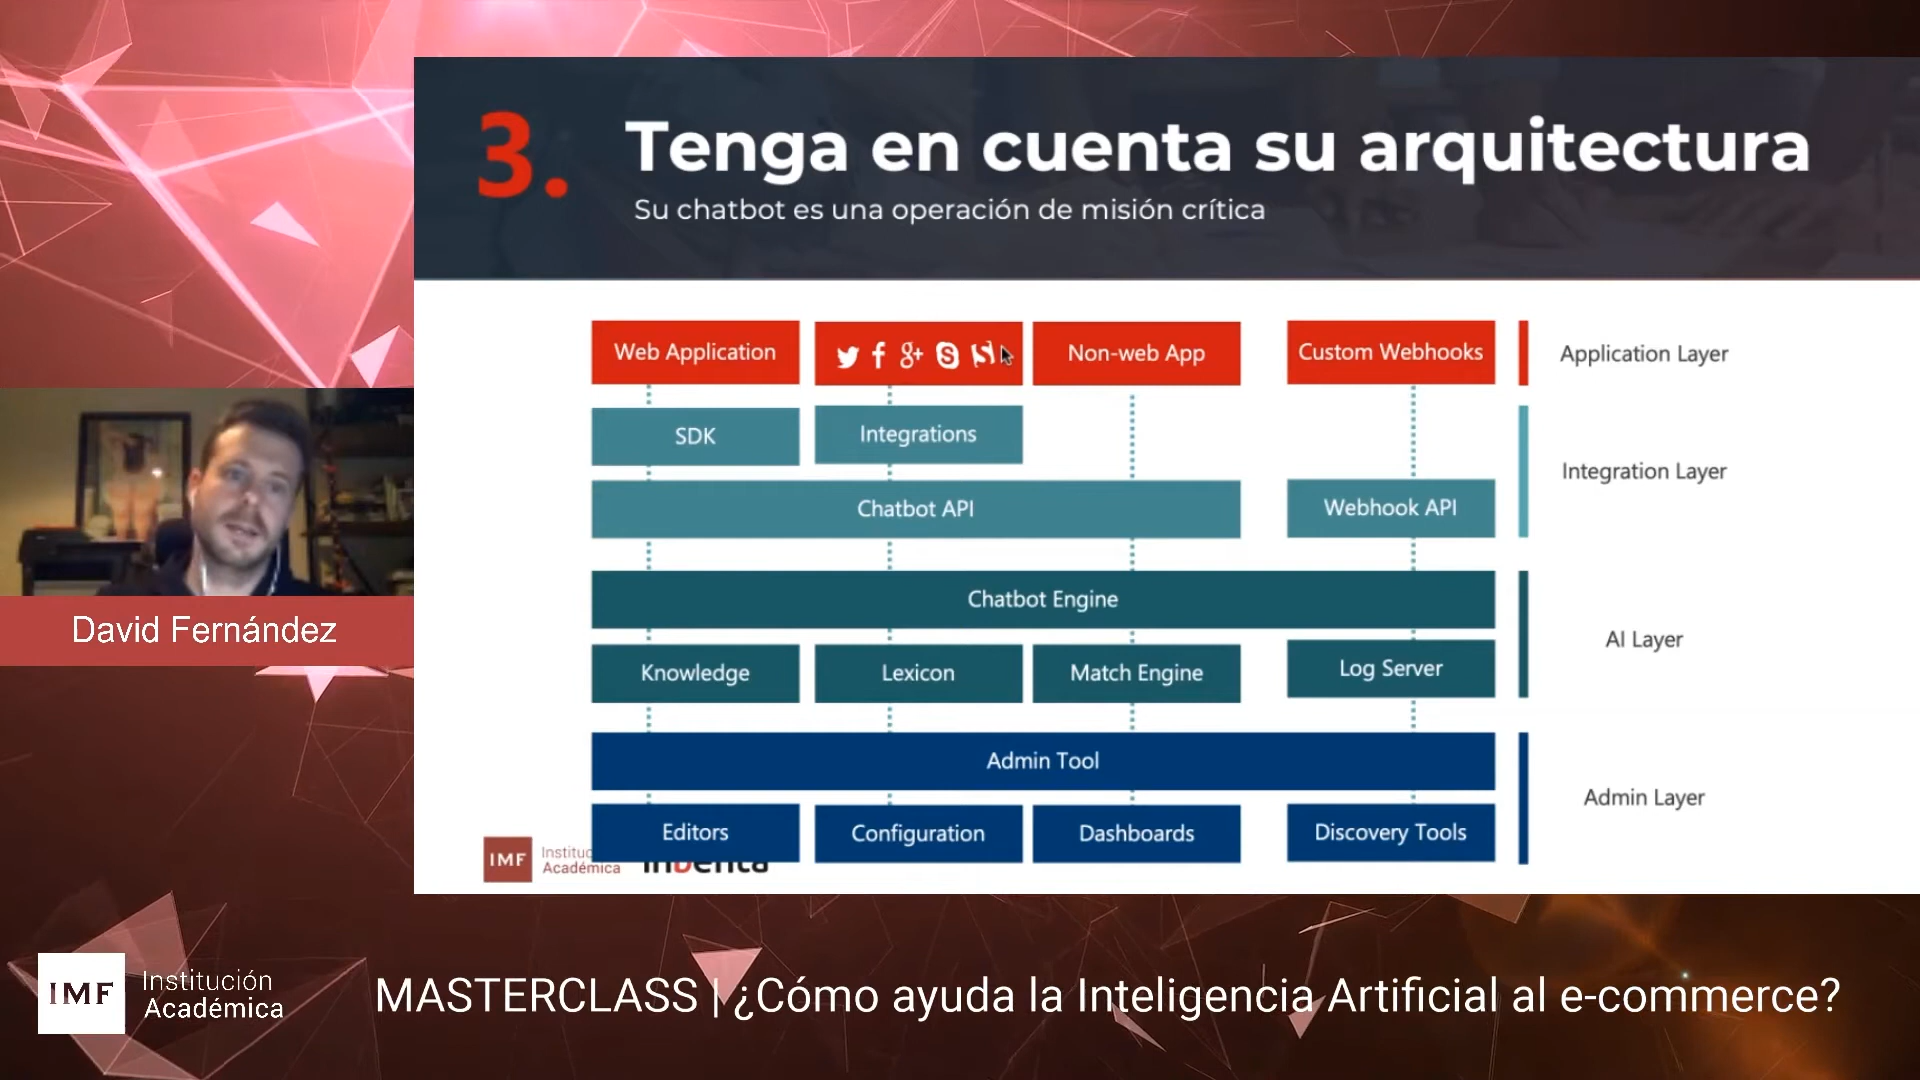 3.
Tenga en cuenta su arquitectura
Su chatbot es una operación de misión crítica
Web Application
Non-web App
Custom Webhooks
Application Layer
SDK
Integrations
Integration Layer
Chatbot API
Webhook API
Chatbot Engine
AI Layer
Knowledge
Lexicon
Match Engine
Log Server
Admin Tool
Admin Layer
Editors
Configuration
Dashboards
Discovery Tools
IMF
Académica
inbenta
David Fernández
IMF
Institución
Académica
MASTERCLASS | ¿Cómo ayuda la Inteligencia Artificial al e-commerce?